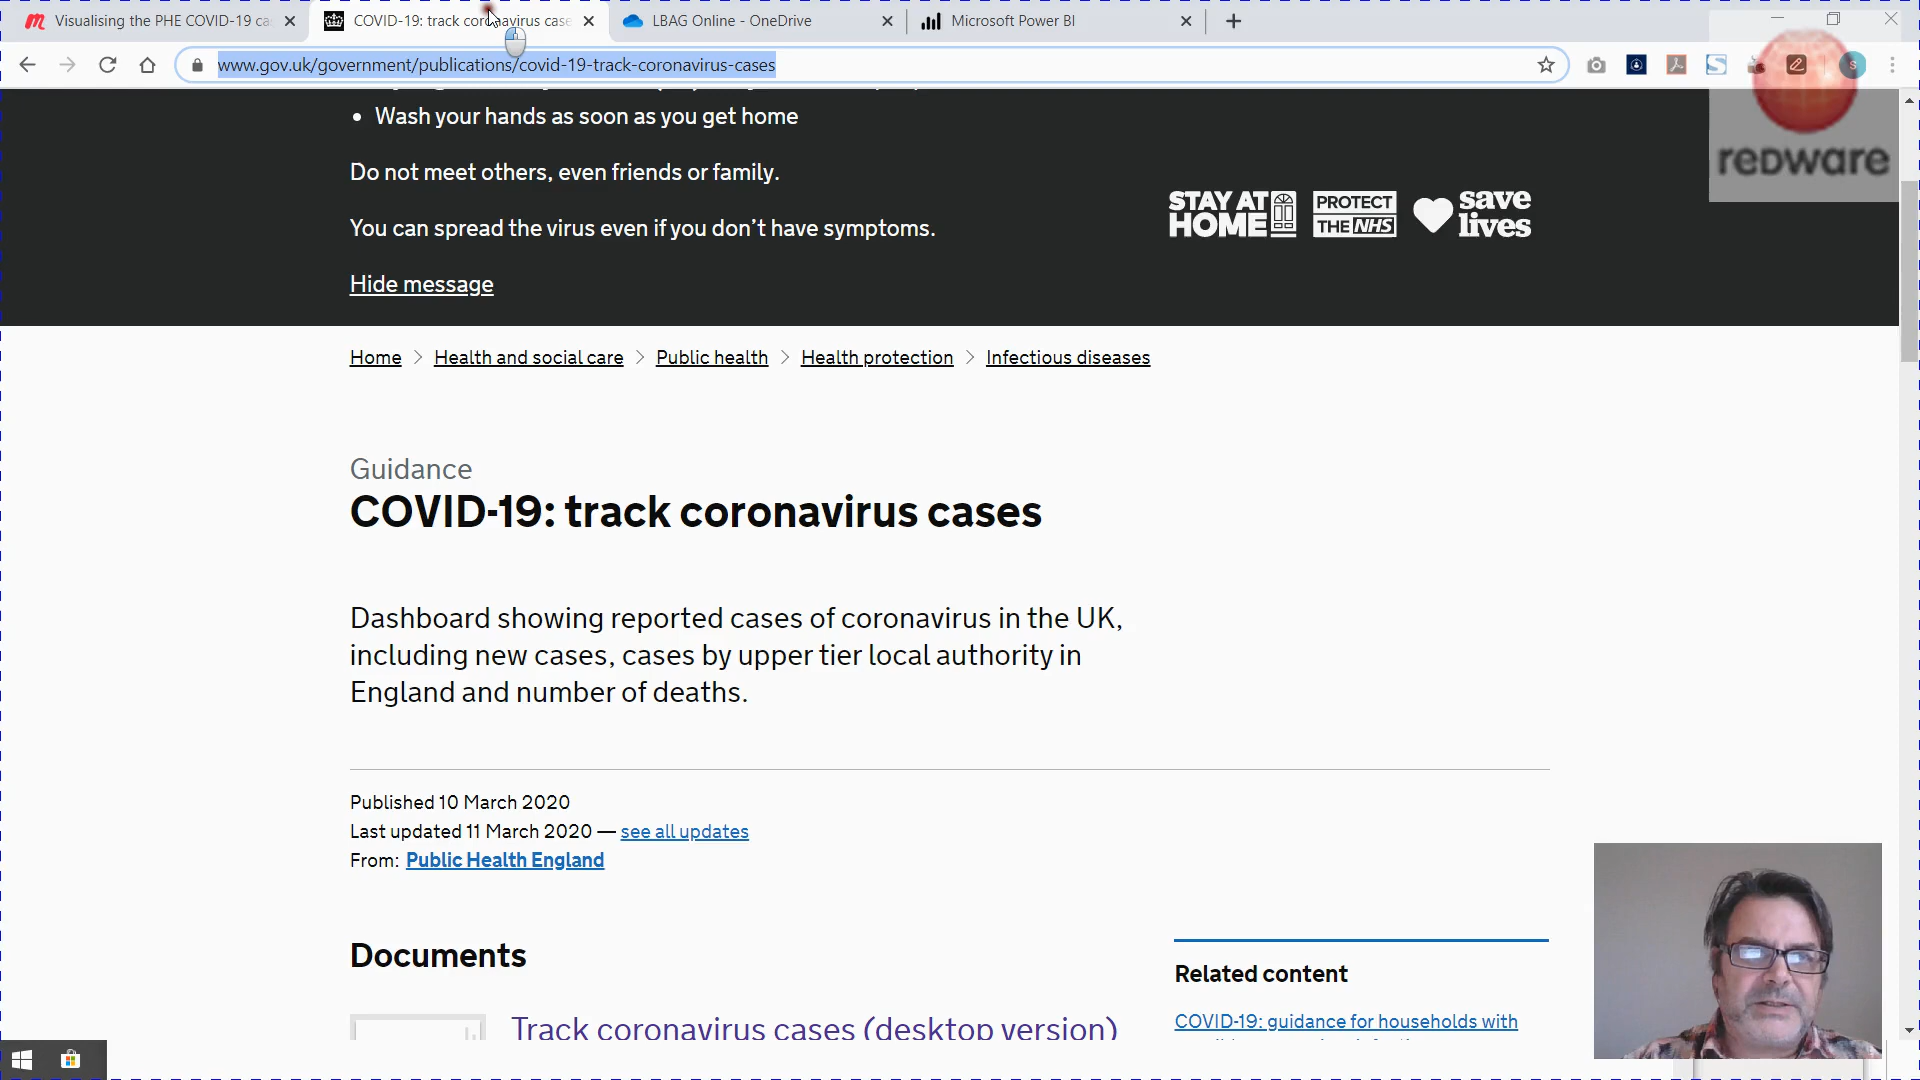 Visualising the PHE COVID-19 ca
COVID-19: track coronavirus case
LBAG Online - OneDrive
Microsoft Power BI
www.gov.uk/government/publications/covid-19-track-coronavirus-cases
S
redware
• Wash your hands as soon as you get home
Do not meet others, even friends or family.
You can spread the virus even if you don’t have symptoms.
Hide message
STAY AT HOME
PROTECT THE NHS
save lives
Home > Health and social care > Public health > Health protection > Infectious diseases
Guidance
COVID-19: track coronavirus cases
Dashboard showing reported cases of coronavirus in the UK,
including new cases, cases by upper tier local authority in
England and number of deaths.
Published 10 March 2020
Last updated 11 March 2020 — see all updates
From: Public Health England
Documents
Track coronavirus cases (desktop version)
Related content
COVID-19: guidance for households with